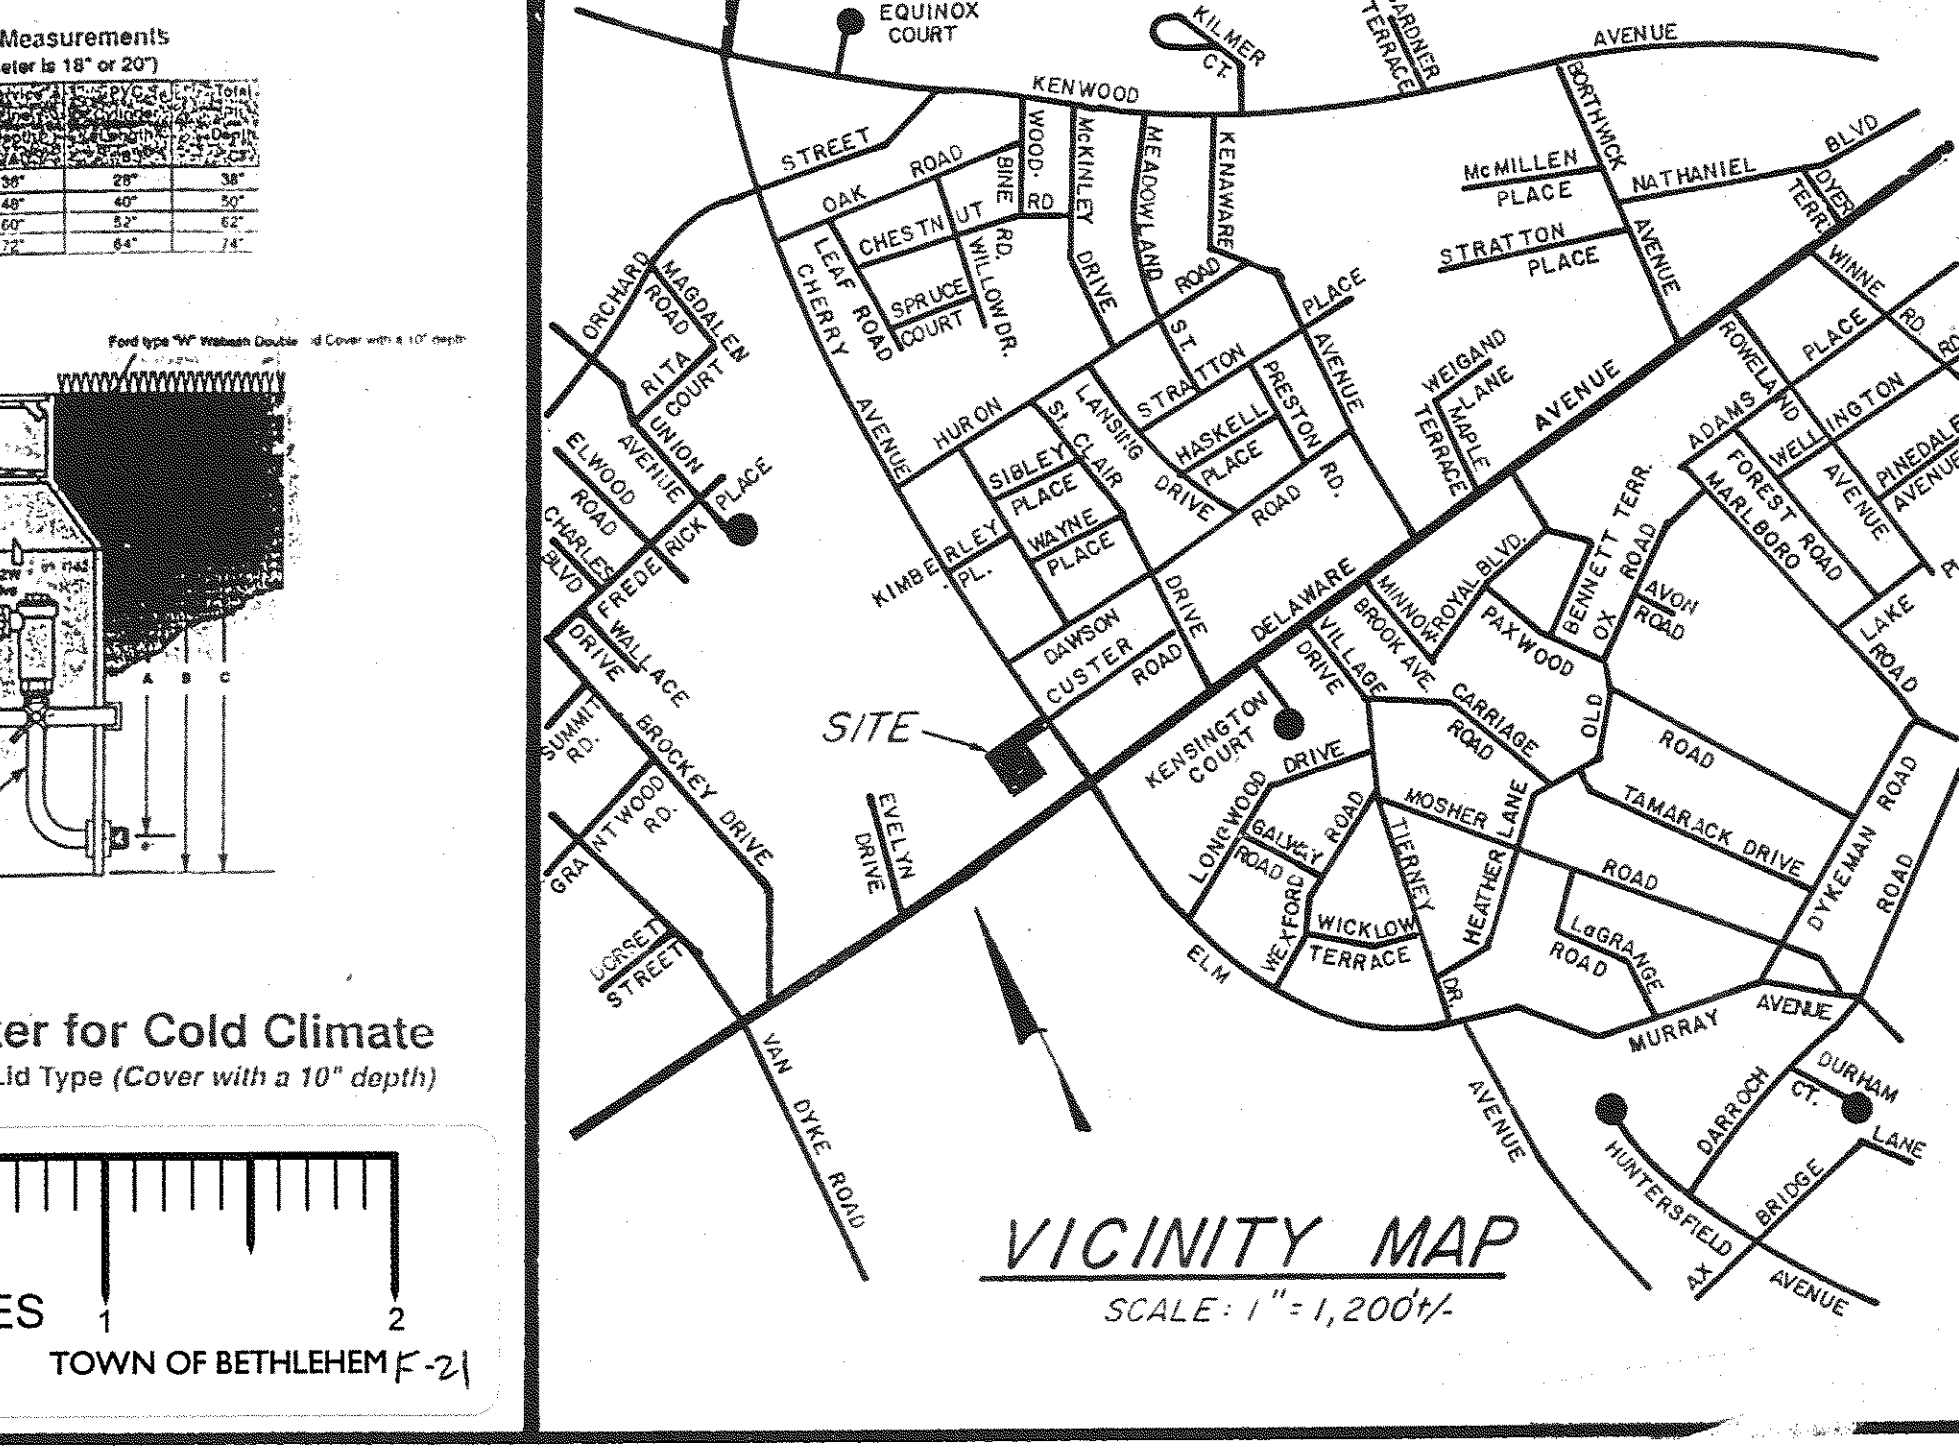 Measurements
eter is 18" or 20")
PVC
Total
Cylinder
Pit
Length
Depth
36" 28" 38"
48" 40" 50"
60" 52" 62"
72" 64" 74"
Ford type "W" Wabash Double
id Cover with a 10" depth
A B C
ter for Cold Climate
Lid Type (Cover with a 10" depth)
ES 1 2
TOWN OF BETHLEHEM F-21
EQUINOX
COURT
KILMER
CT.
ARDNER
TERRACE
AVENUE
KENWOOD
STREET
OAK ROAD
WOOD-
BINE
RD
RD.
McKINLEY
DRIVE
MEADOWLAND
ST.
KENAWARE
AVENUE
BORTHWICK
AVENUE
McMILLEN
PLACE
NATHANIEL
BLVD
DYER
TERR.
STRATTON
PLACE
WINNE
RD.
ORCHARD
MAGDALEN
ROAD
RITA
COURT
CHERRY
AVENUE
LEAF ROAD
CHESTNUT
SPRUCE
COURT
WILLOW DR.
ROAD
PLACE
HURON
LANSING
DRIVE
STRATTON
PRESTON
RD.
HASKELL
PLACE
ROAD
WEIGAND
LANE
MAPLE
TERRACE
AVENUE
ROWELAND
AVENUE
PLACE
ADAMS
WELLINGTON
RD.
PINEDALE
AVENUE
FOREST ROAD
MARLBORO
ROAD
LAKE
UNION
AVENUE
ELWOOD
ROAD
CHARLES
BLVD
FREDERICK PLACE
WALLACE
DRIVE
St. CLAIR
DRIVE
SIBLEY
PLACE
WAYNE
PLACE
KIMBERLEY
PL.
DAWSON
CUSTER
ROAD
DELAWARE
MINNOW
BROOK AVE.
ROYAL BLVD.
PAXWOOD
ROAD
BENNETT TERR.
OLD OX ROAD
AVON
ROAD
VILLAGE
DRIVE
KENSINGTON
COURT
CARRIAGE
ROAD
SITE
SUMMIT
RD.
BROCKEY DRIVE
GRANTWOOD
RD.
EVELYN
DRIVE
DORSET
STREET
LONGWOOD
DRIVE
GALWAY
ROAD
WEXFORD
ROAD
MOSHER
ROAD
TIERNEY
DR.
HEATHER LANE
TAMARACK DRIVE
DYKEMAN ROAD
ROAD
WICKLOW
TERRACE
LaGRANGE
ROAD
ELM
AVENUE
MURRAY
AVENUE
VAN DYKE ROAD
DURHAM
CT.
DARROCH
HUNTERSFIELD
AVENUE
AX BRIDGE
LANE
VICINITY MAP
SCALE: 1" = 1,200'+/-